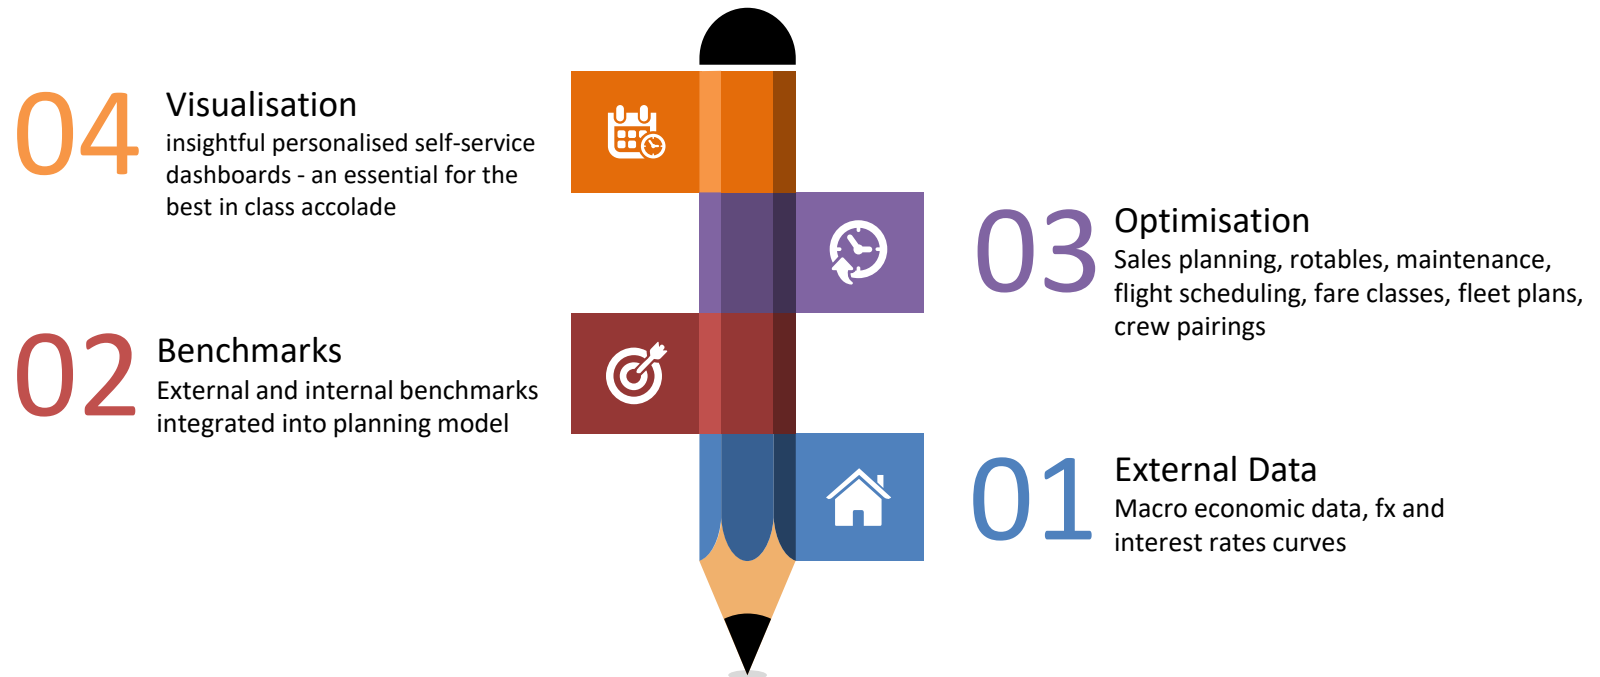 04
Visualisation
insightful personalised self-service
dashboards - an essential for the
best in class accolade
03
Optimisation
Sales planning, rotables, maintenance,
flight scheduling, fare classes, fleet plans,
crew pairings
02
Benchmarks
External and internal benchmarks
integrated into planning model
01
External Data
Macro economic data, fx and
interest rates curves